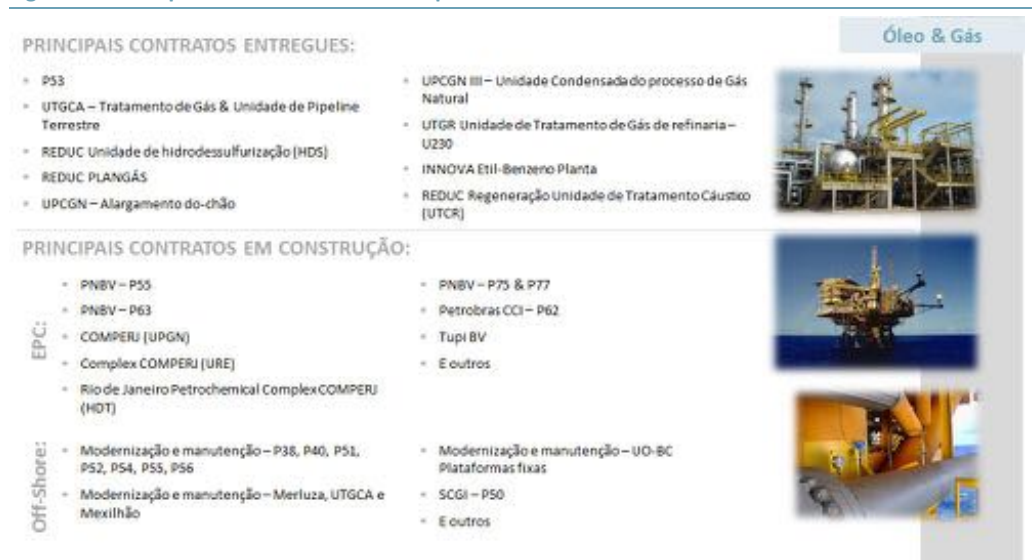 Óleo & Gás
PRINCIPAIS CONTRATOS ENTREGUES:
P53
UTGCA – Tratamento de Gás & Unidade de Pipeline
Terrestre
REDUC Unidade de hidrodessulfurização (HDS)
REDUC PLANGÁS
UPCGN – Alargamento do-chão
UPCGN III – Unidade Condensada do processo de Gás
Natural
UTGR Unidade de Tratamento de Gás de refinaria –
U230
INNOVA Etil-Benzeno Planta
REDUC Regeneração Unidade de Tratamento Cáustico
(UTCR)
PRINCIPAIS CONTRATOS EM CONSTRUÇÃO:
EPC:
PNBV – P55
PNBV – P63
COMPERJ (UPGN)
Complex COMPERJ (URE)
Rio de Janeiro Petrochemical Complex COMPERJ
(HDT)
PNBV – P75 & P77
Petrobras CCI – P62
Tupi BV
E outros
Off-Shore:
Modernização e manutenção – P38, P40, P51,
P52, P54, P55, P56
Modernização e manutenção – Merluza, UTGCA e
Mexilhão
Modernização e manutenção – UO-BC
Plataformas fixas
SCGI – P50
E outros